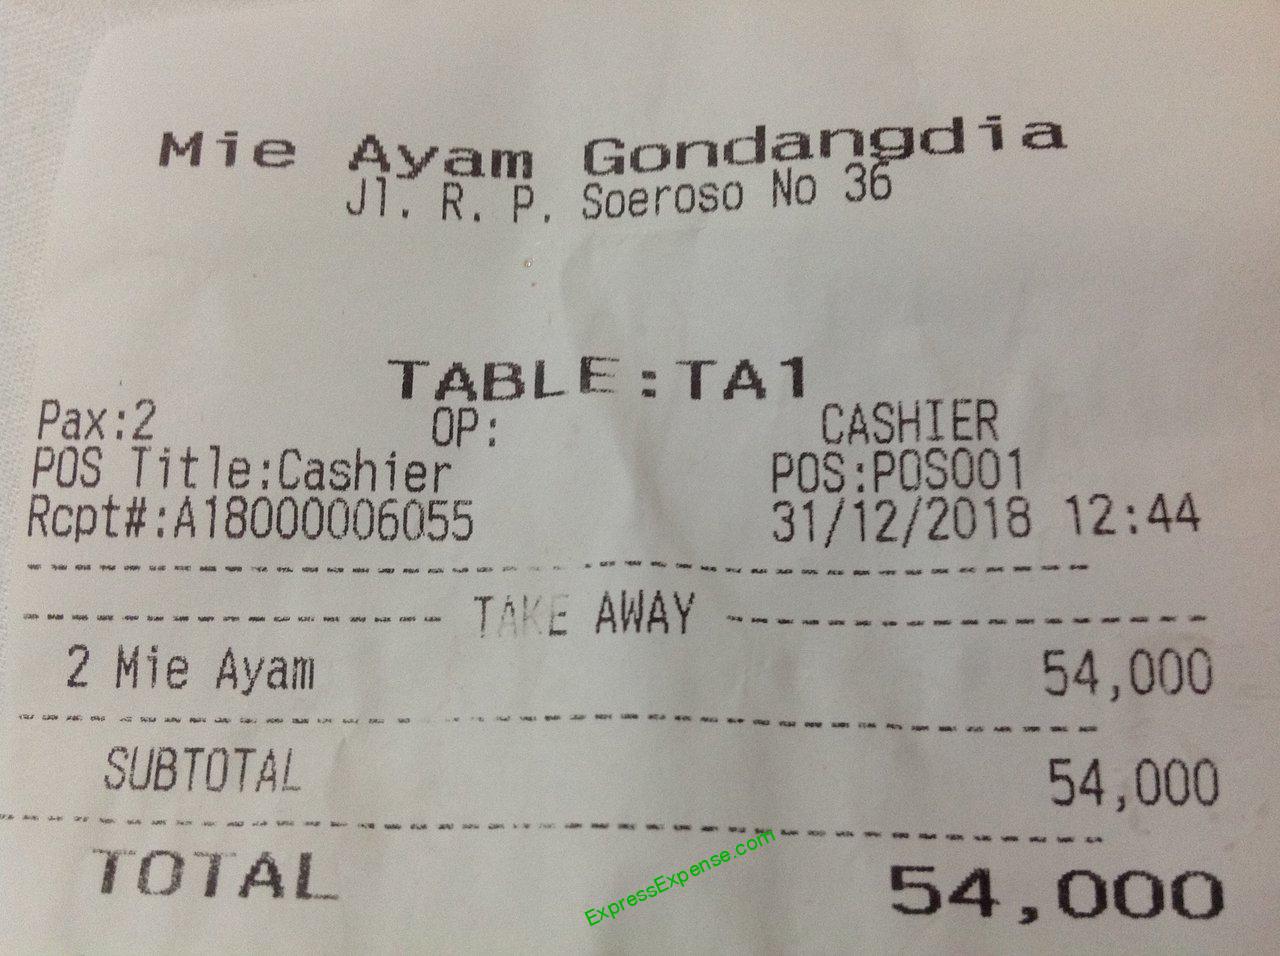 Mie Ayam Gondangdia
Jl. R. P. Soeroso No 36
TABLE:TA1
Pax:2 OP: CASHIER
POS Title:Cashier POS:POS001
Rcpt#:A18000006055 31/12/2018 12:44
TAKE AWAY
2 Mie Ayam 54,000
SUBTOTAL 54,000
TOTAL 54,000
ExpressExpense.com